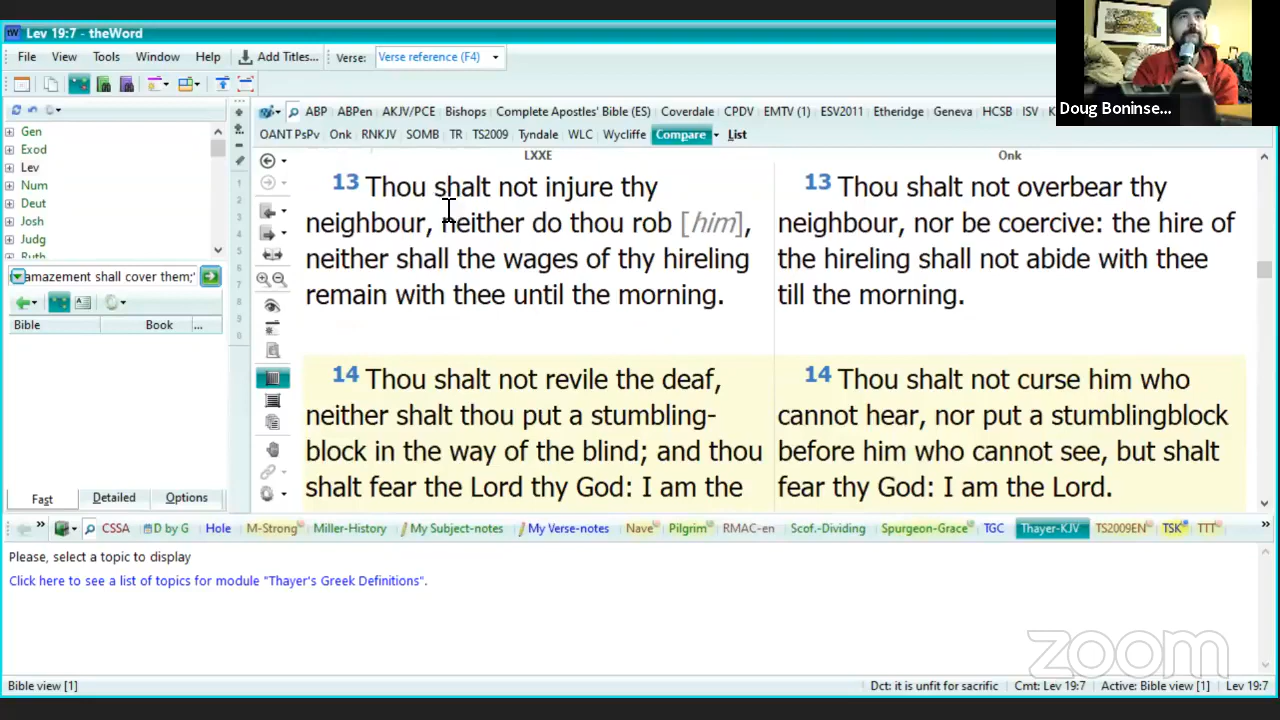 Lev 19:7 - theWord
File View Tools Window Help Add Titles... Verse: Verse reference (F4)
Doug Boninse...
Gen
Exod
Lev
Num
Deut
Josh
Judg
Ruth
amazement shall cover them;
Bible Book ...
Fast Detailed Options
ABP ABPen AKJV/PCE Bishops Complete Apostles' Bible (ES) Coverdale CPDV EMTV (1) ESV2011 Etheridge Geneva HCSB ISV
OANT PsPv Onk RNKJV SOMB TR TS2009 Tyndale WLC Wycliffe Compare List
LXXE
13 Thou shalt not injure thy
neighbour, neither do thou rob [him],
neither shall the wages of thy hireling
remain with thee until the morning.
14 Thou shalt not revile the deaf,
neither shalt thou put a stumbling-
block in the way of the blind; and thou
shalt fear the Lord thy God: I am the
Onk
13 Thou shalt not overbear thy
neighbour, nor be coercive: the hire of
the hireling shall not abide with thee
till the morning.
14 Thou shalt not curse him who
cannot hear, nor put a stumblingblock
before him who cannot see, but shalt
fear thy God: I am the Lord.
CSSA D by G Hole M-Strong Miller-History My Subject-notes My Verse-notes Nave Pilgrim RMAC-en Scof.-Dividing Spurgeon-Grace TGC Thayer-KJV TS2009EN TSK TTT
Please, select a topic to display
Click here to see a list of topics for module "Thayer's Greek Definitions".
zoom
Bible view [1] Dct: it is unfit for sacrific Cmt: Lev 19:7 Active: Bible view [1] Lev 19:7